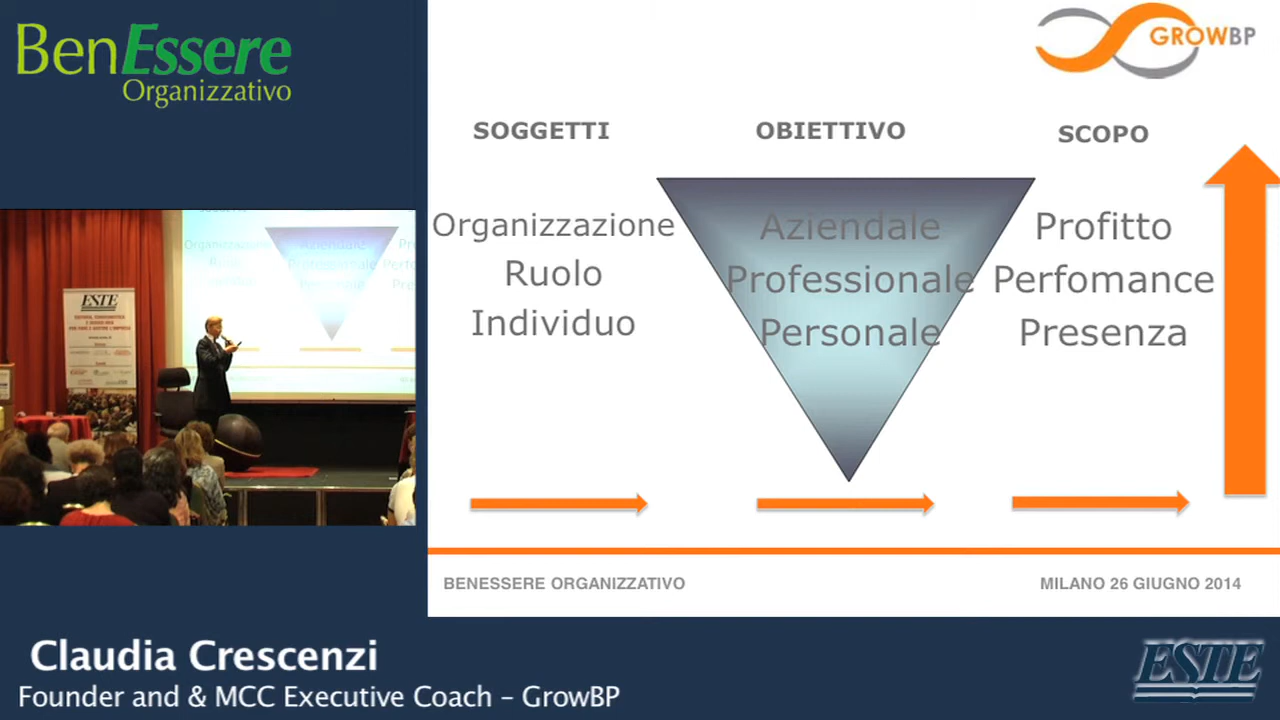 BenEssere
Organizzativo
GROWBP
SOGGETTI
OBIETTIVO
SCOPO
Organizzazione
Aziendale
Profitto
Ruolo
Professionale
Perfomance
Individuo
Personale
Presenza
ESTE
BENESSERE ORGANIZZATIVO
MILANO 26 GIUGNO 2014
Claudia Crescenzi
Founder and & MCC Executive Coach – GrowBP
ESTE